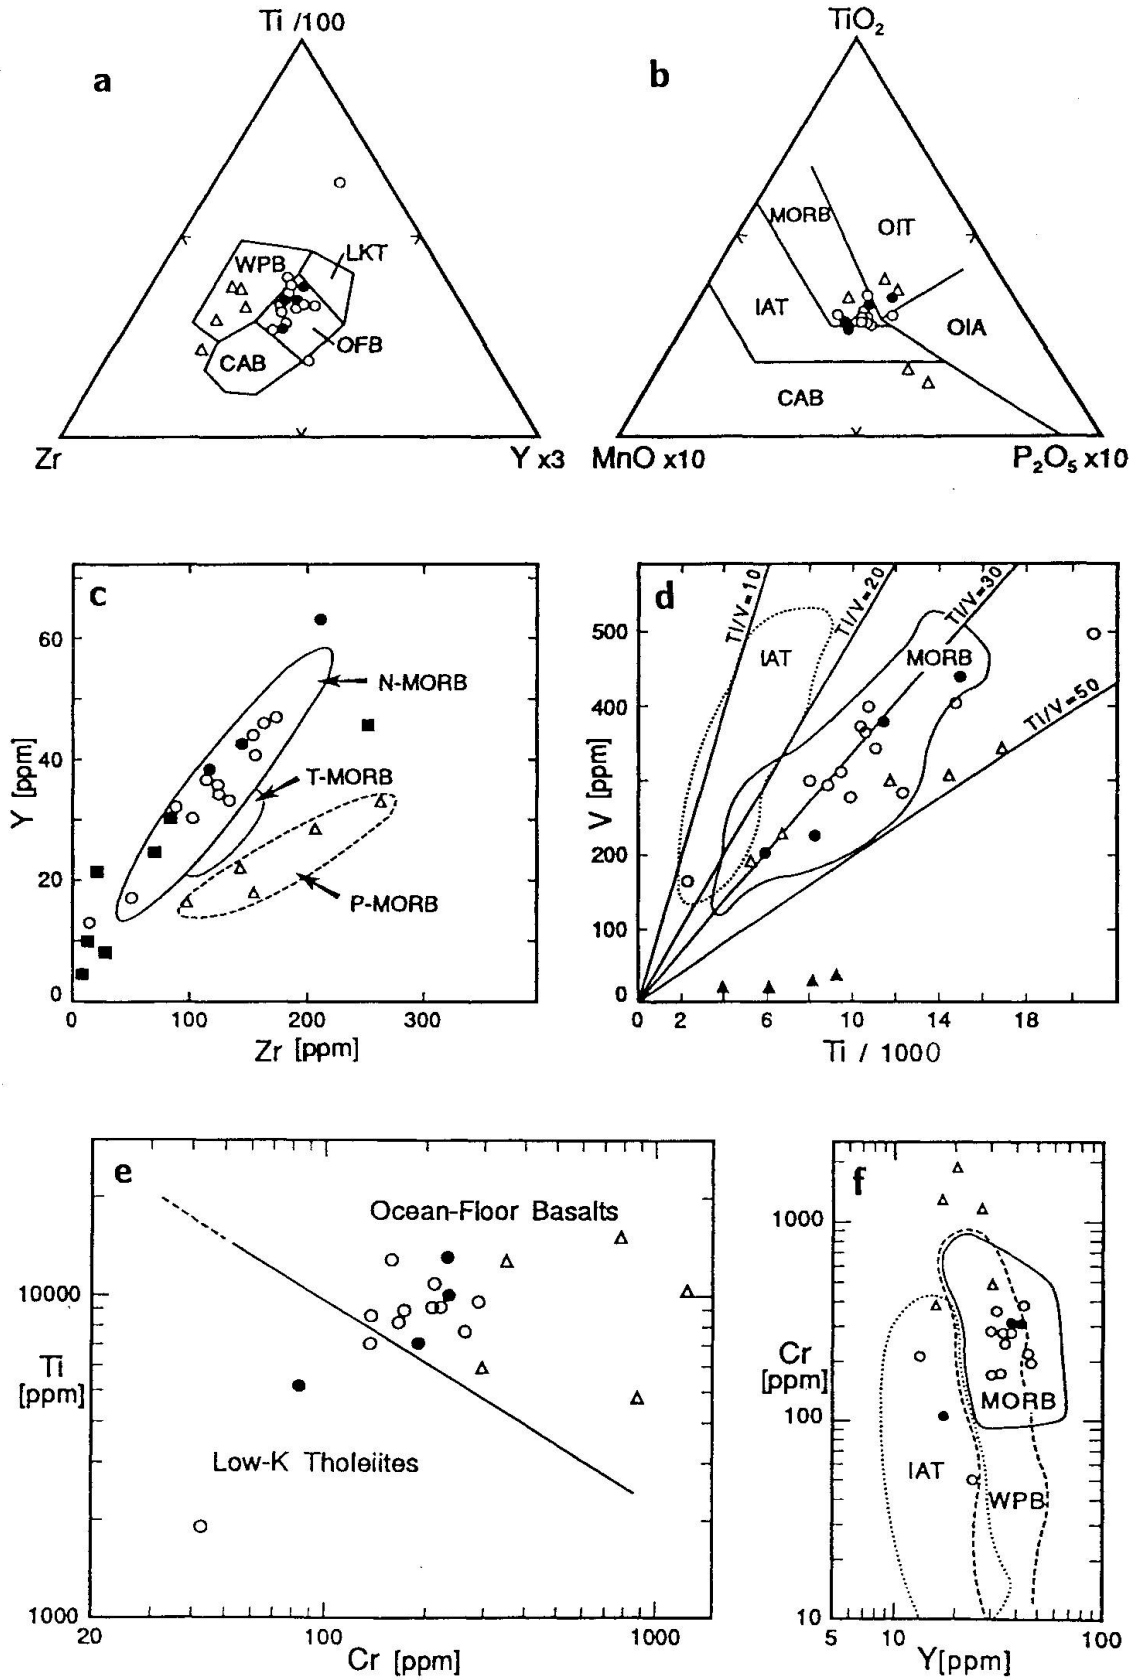 Ti /100
a
WPB
LKT
OFB
CAB
Zr
Y x3
TiO₂
b
MORB
OIT
IAT
OIA
CAB
MnO x10
P₂O₅ x10
c
60
40
20
0
Y [ppm]
N-MORB
T-MORB
P-MORB
0 100 200 300
Zr [ppm]
d
Ti/V=10
Ti/V=20
Ti/V=30
Ti/V=50
IAT
MORB
500
400
300
200
100
0
V [ppm]
0 2 6 10 14 18
Ti / 1000
e
Ocean-Floor Basalts
10000
Ti
[ppm]
Low-K Tholeiites
1000
20 100 1000
Cr [ppm]
f
1000
Cr
[ppm]
100
10
MORB
IAT
WPB
5 10 100
Y[ppm]